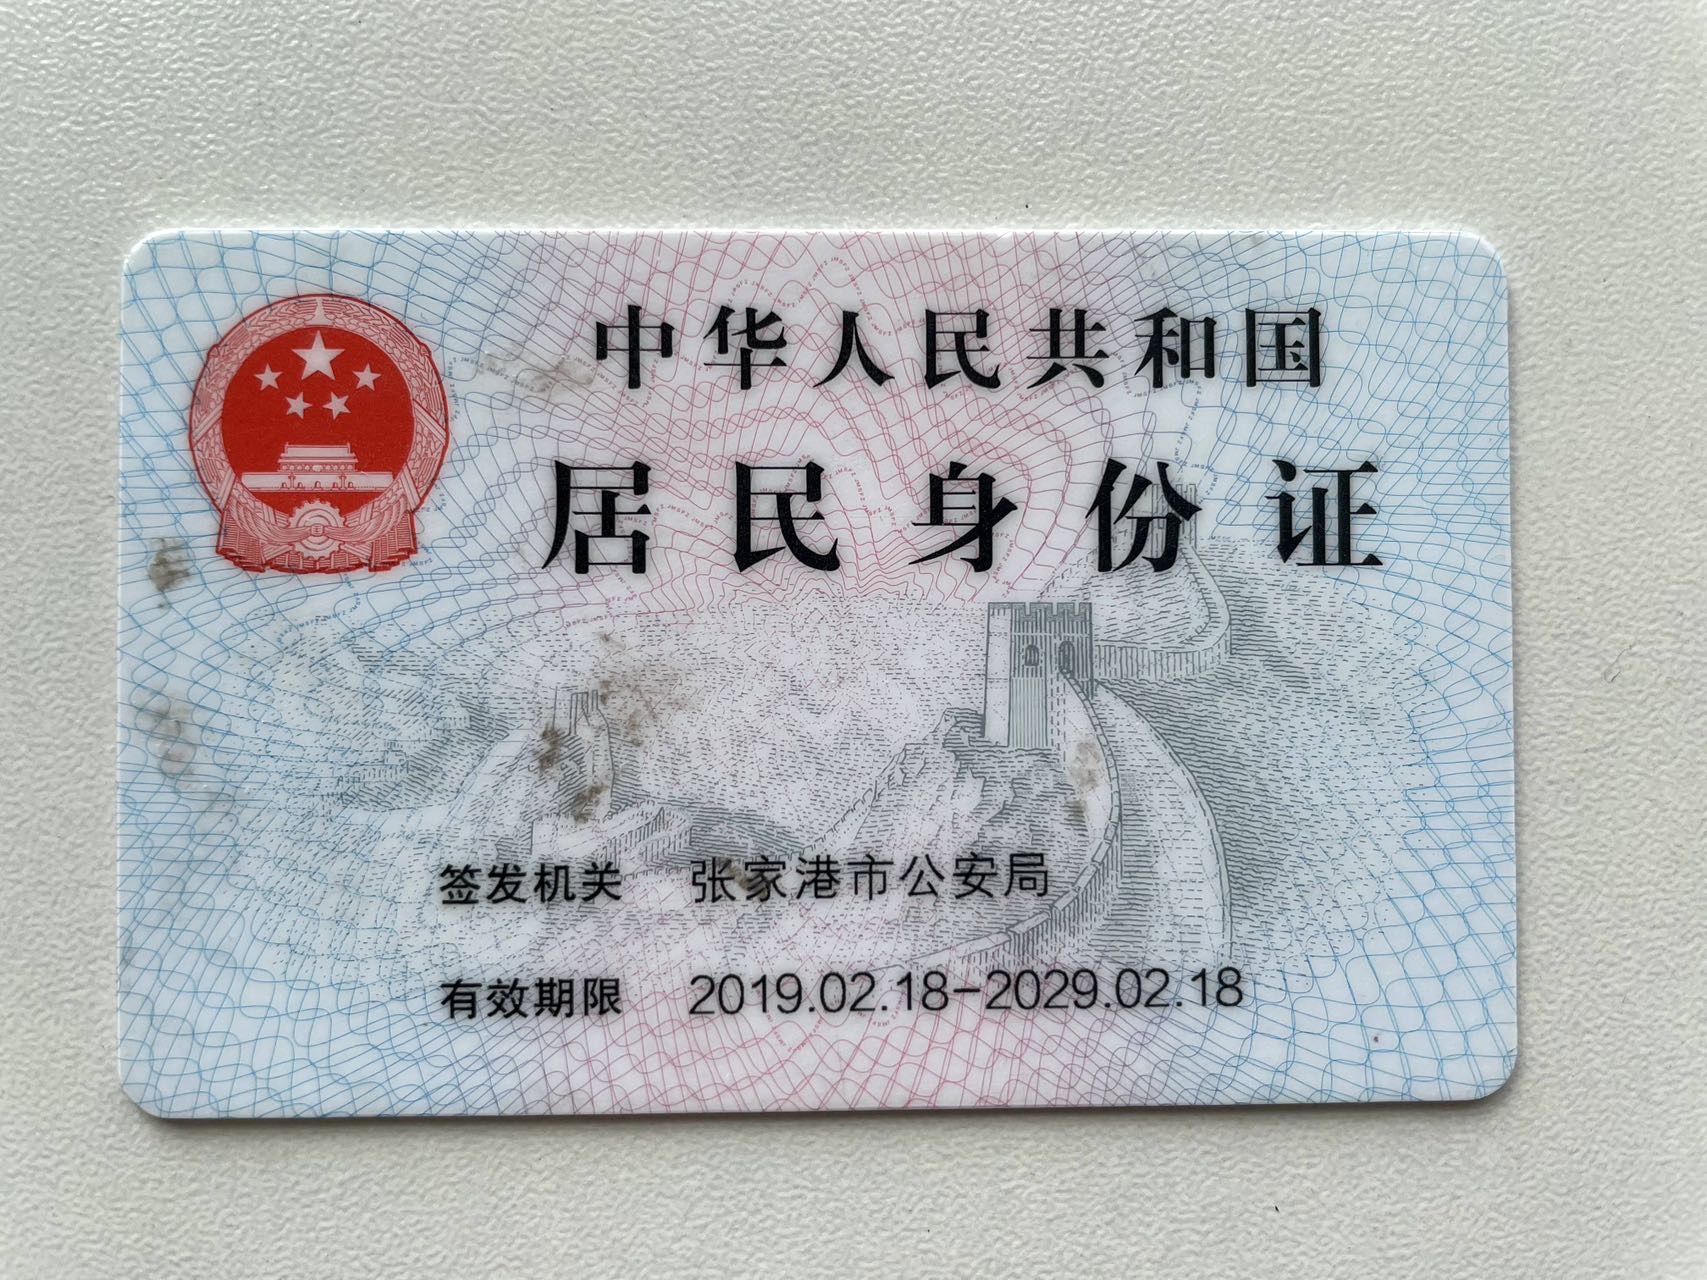 中华人民共和国
居民身份证
签发机关 张家港市公安局
有效期限 2019.02.18-2029.02.18